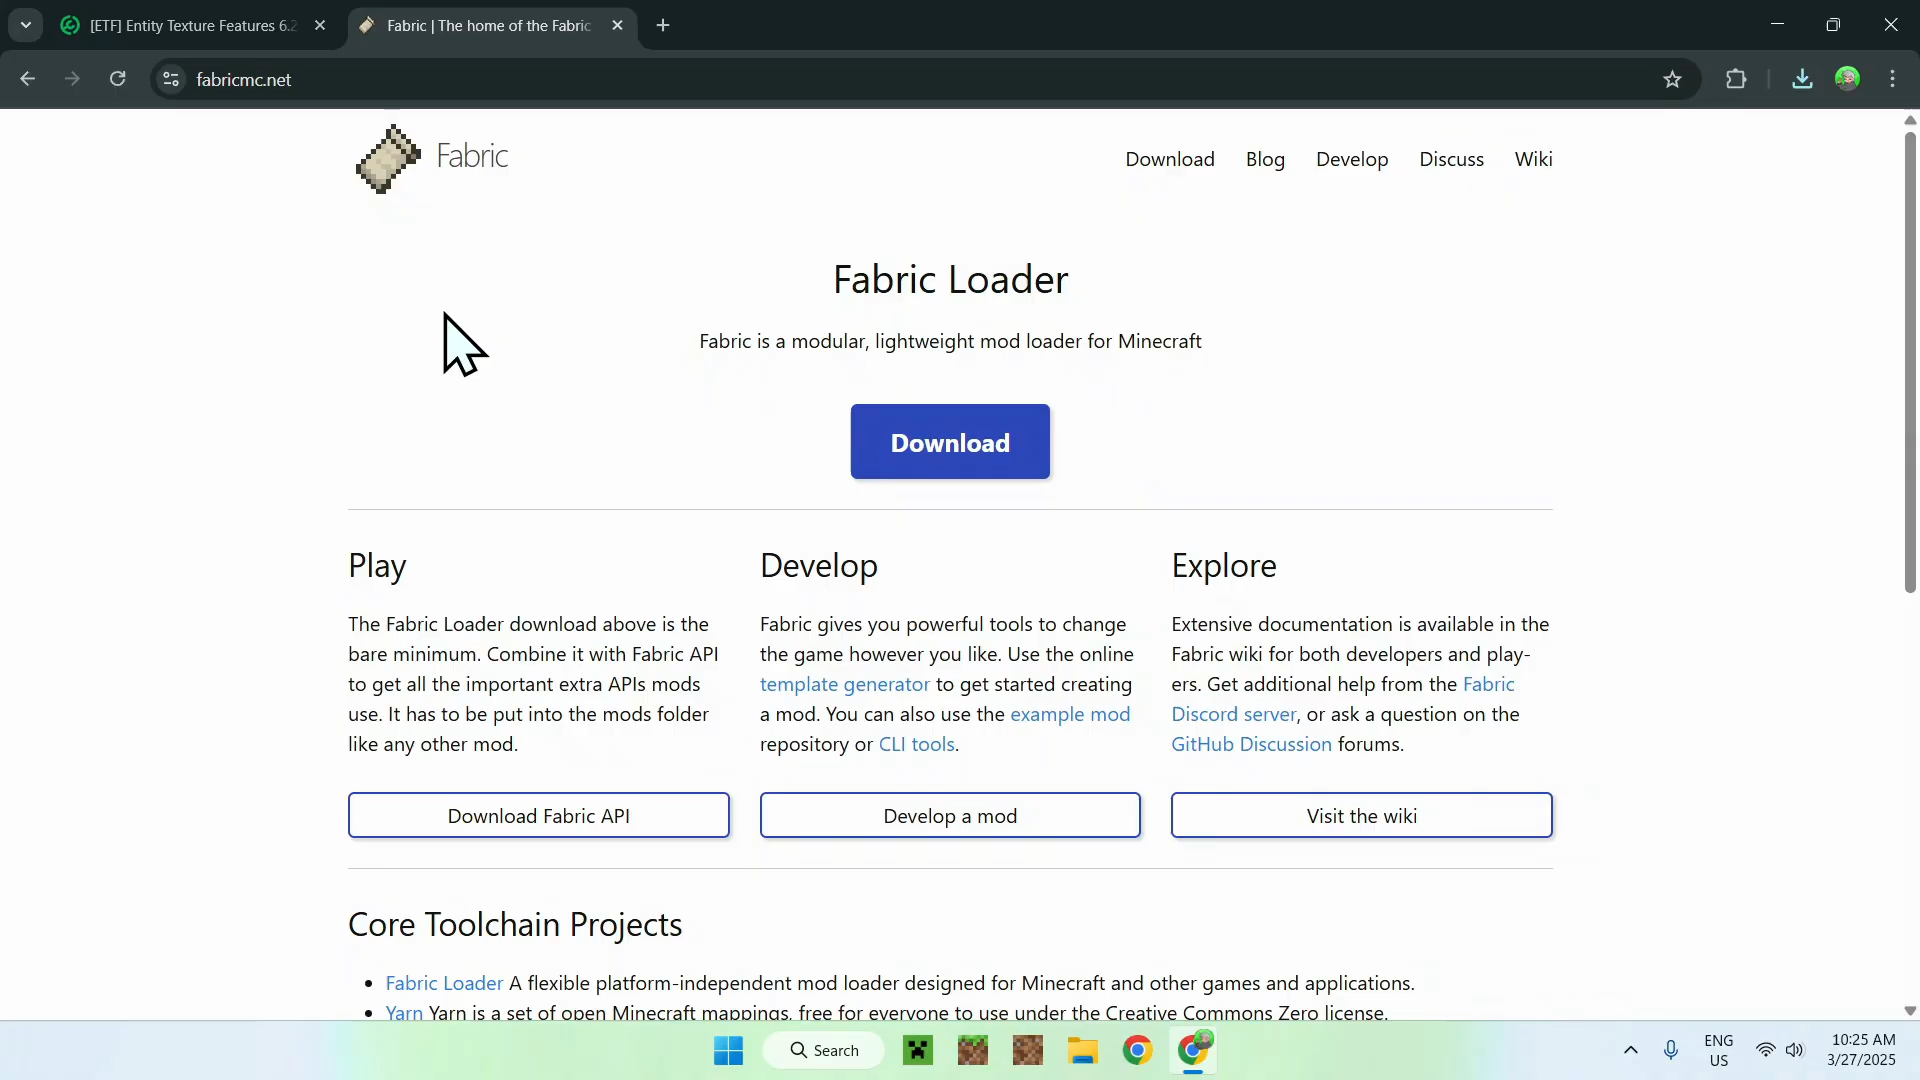 [ETF] Entity Texture Features 6.2
Fabric | The home of the Fabric
fabricmc.net
Fabric
Download
Blog
Develop
Discuss
Wiki
Fabric Loader
Fabric is a modular, lightweight mod loader for Minecraft
Download
Play
The Fabric Loader download above is the
bare minimum. Combine it with Fabric API
to get all the important extra APIs mods
use. It has to be put into the mods folder
like any other mod.
Download Fabric API
Develop
Fabric gives you powerful tools to change
the game however you like. Use the online
template generator to get started creating
a mod. You can also use the example mod
repository or CLI tools.
Develop a mod
Explore
Extensive documentation is available in the
Fabric wiki for both developers and play-
ers. Get additional help from the Fabric
Discord server, or ask a question on the
GitHub Discussion forums.
Visit the wiki
Core Toolchain Projects
Fabric Loader A flexible platform-independent mod loader designed for Minecraft and other games and applications.
Yarn Yarn is a set of open Minecraft mappings, free for everyone to use under the Creative Commons Zero license.
Search
ENG
US
10:25 AM
3/27/2025